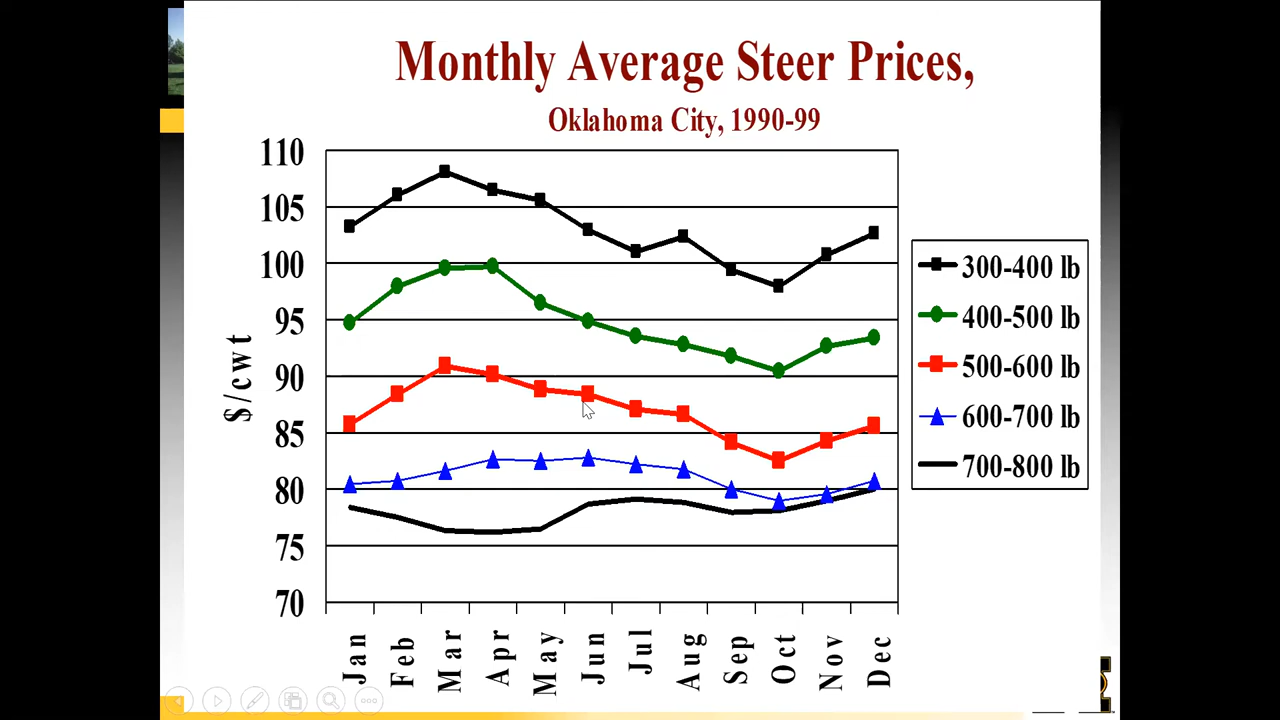 Monthly Average Steer Prices,
Oklahoma City, 1990-99
110
105
100
95
90
85
80
75
70
$/cwt
Jan
Feb
Mar
Apr
May
Jun
Jul
Aug
Sep
Oct
Nov
Dec
300-400 lb
400-500 lb
500-600 lb
600-700 lb
700-800 lb